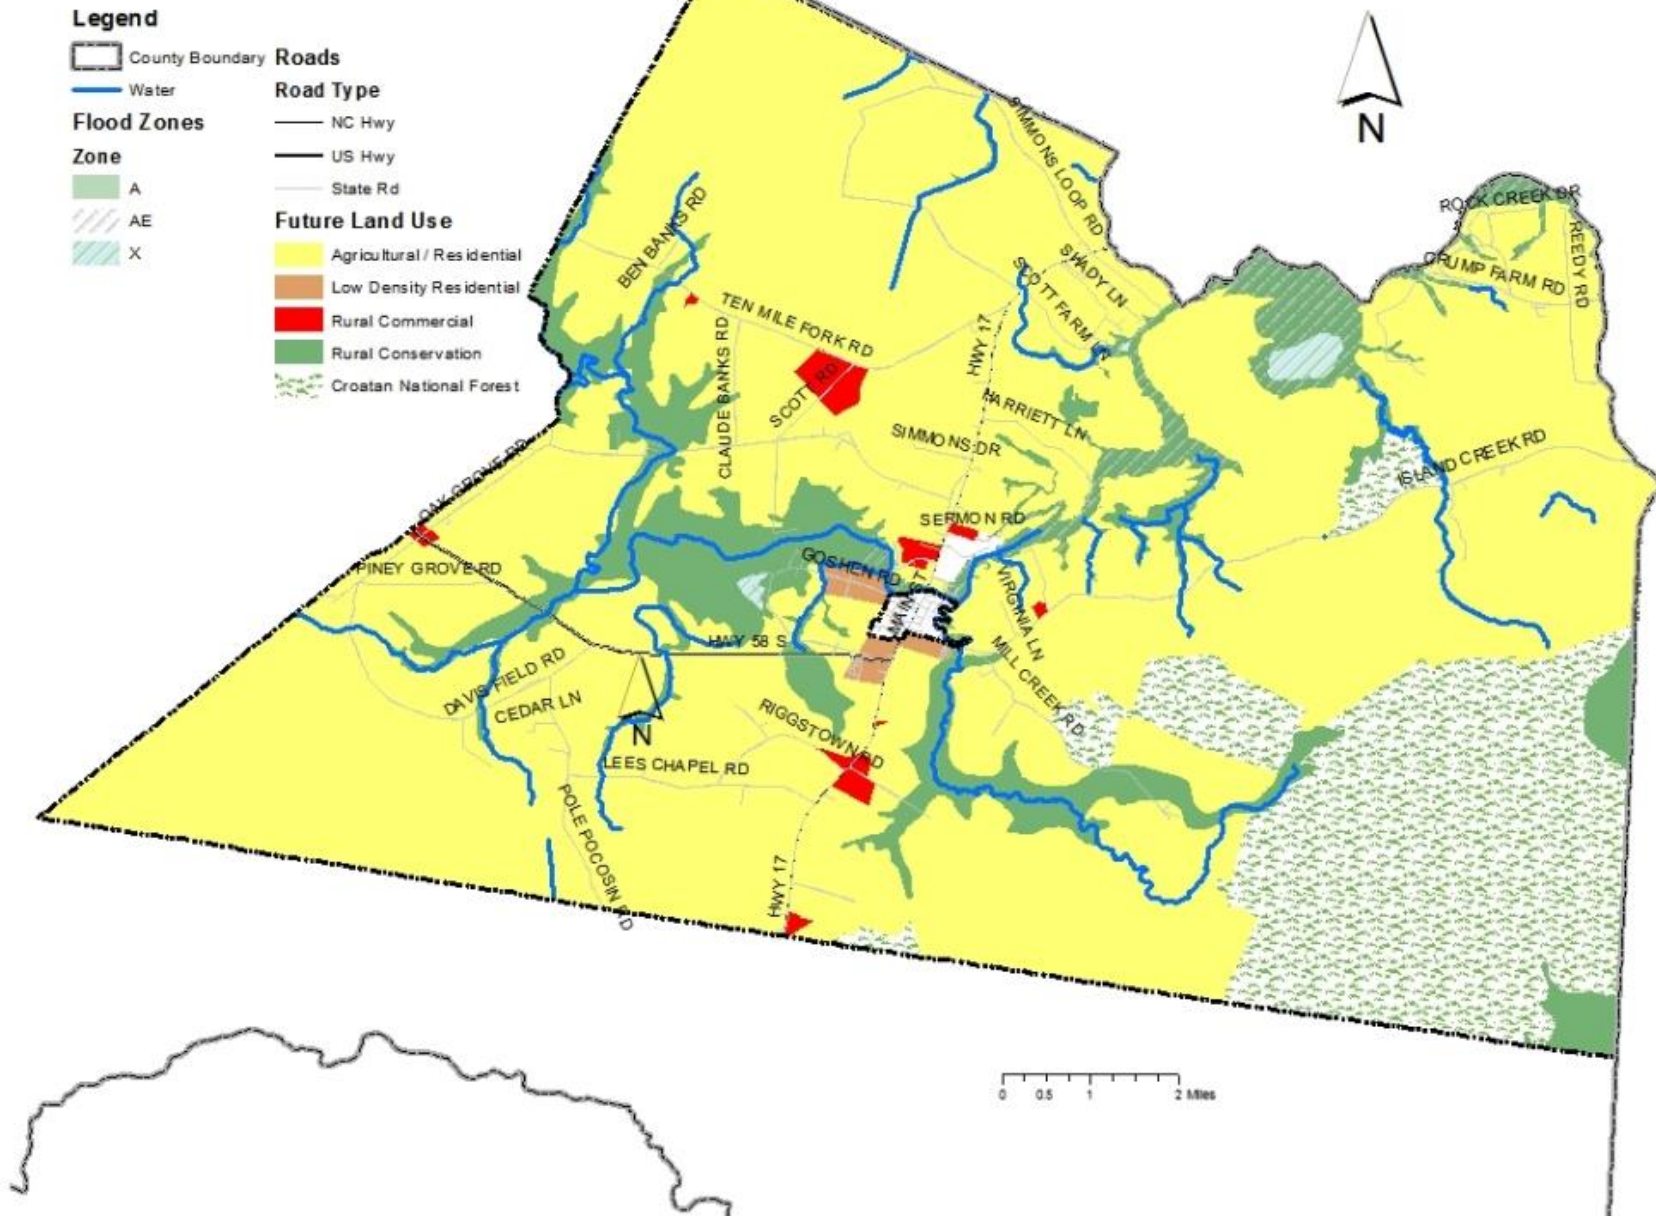 Legend
County Boundary
Water
Flood Zones
Zone
A
AE
X
Roads
Road Type
NC Hwy
US Hwy
State Rd
Future Land Use
Agricultural / Residential
Low Density Residential
Rural Commercial
Rural Conservation
Croatan National Forest
N
SIMMONS LOOP RD
ROCK CREEK DR
REEDY RD
CRUMP FARM RD
BEN BANKS RD
SHADY LN
SCOTT FARM LN
TEN MILE FORK RD
HWY 17
CLAUDE BANKS RD
SCOTT RD
HARRIETT LN
SIMMONS DR
ISLAND CREEK RD
OAK GROVE RD
SERMON RD
PINEY GROVE RD
GOSHEN RD
MAIN ST
VIRGINIA LN
HWY 58 S
MILL CREEK RD
DAVIS FIELD RD
CEDAR LN
N
RIGGSTOWN RD
LEES CHAPEL RD
POLE POCOSIN RD
HWY 17
0 0.5 1 2 Miles